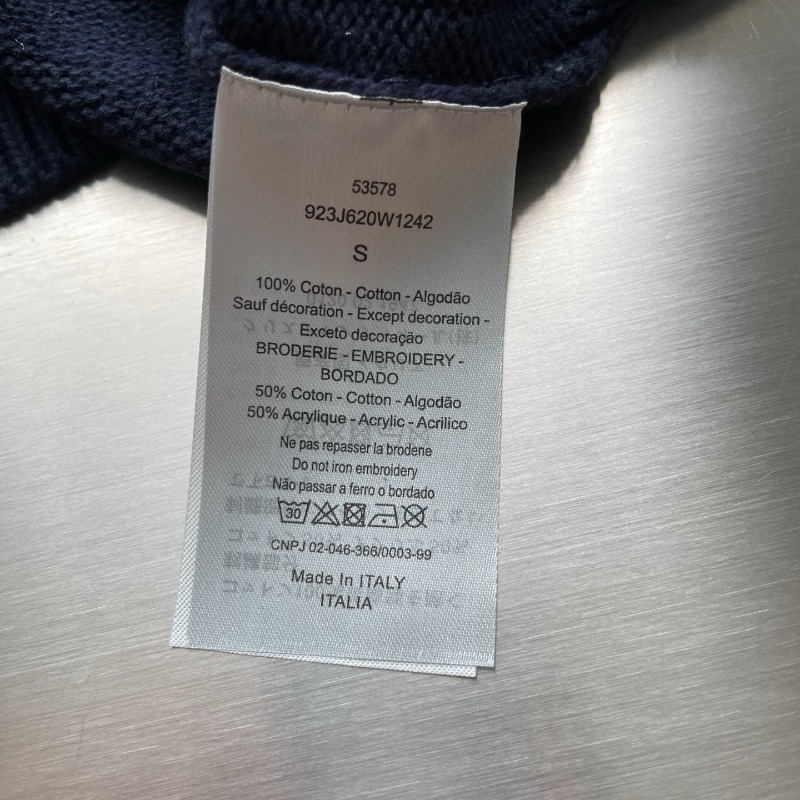 53578
923J620W1242
S
100% Coton - Cotton - Algodão
Sauf décoration - Except decoration -
Exceto decoração
BRODERIE - EMBROIDERY -
BORDADO
50% Coton - Cotton - Algodão
50% Acrylique - Acrylic - Acrilico
Ne pas repasser la brodene
Do not iron embroidery
Não passar a ferro o bordado
30
CNPJ 02-046-366/0003-99
Made In ITALY
ITALIA